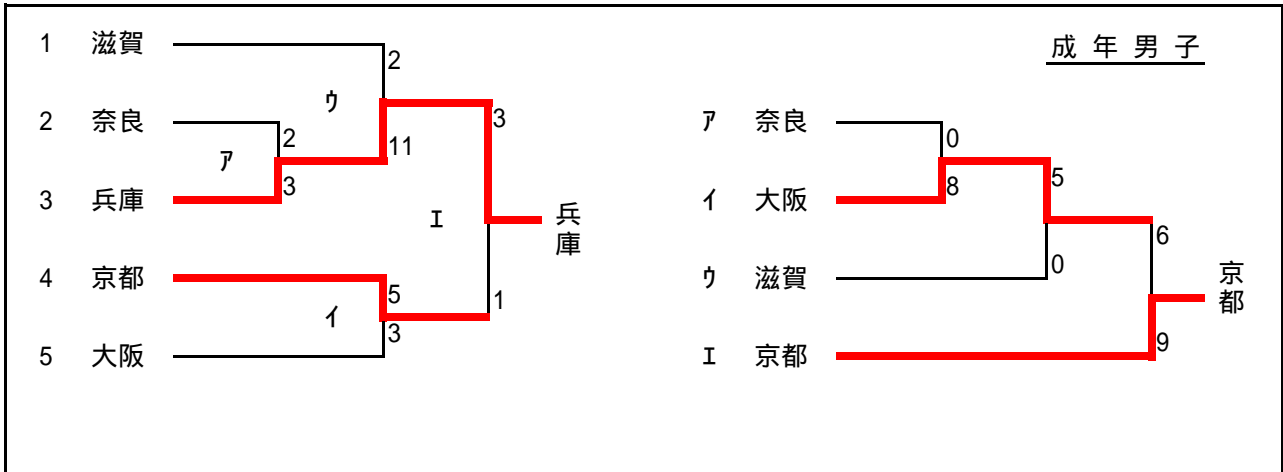 成年男子
1 滋賀
2
ウ
3
2 奈良
2
11
ア
3
3 兵庫
エ
兵庫
4 京都
5
1
イ
3
5 大阪
ア 奈良
0
5
イ 大阪
8
6
ウ 滋賀
0
京都
9
エ 京都